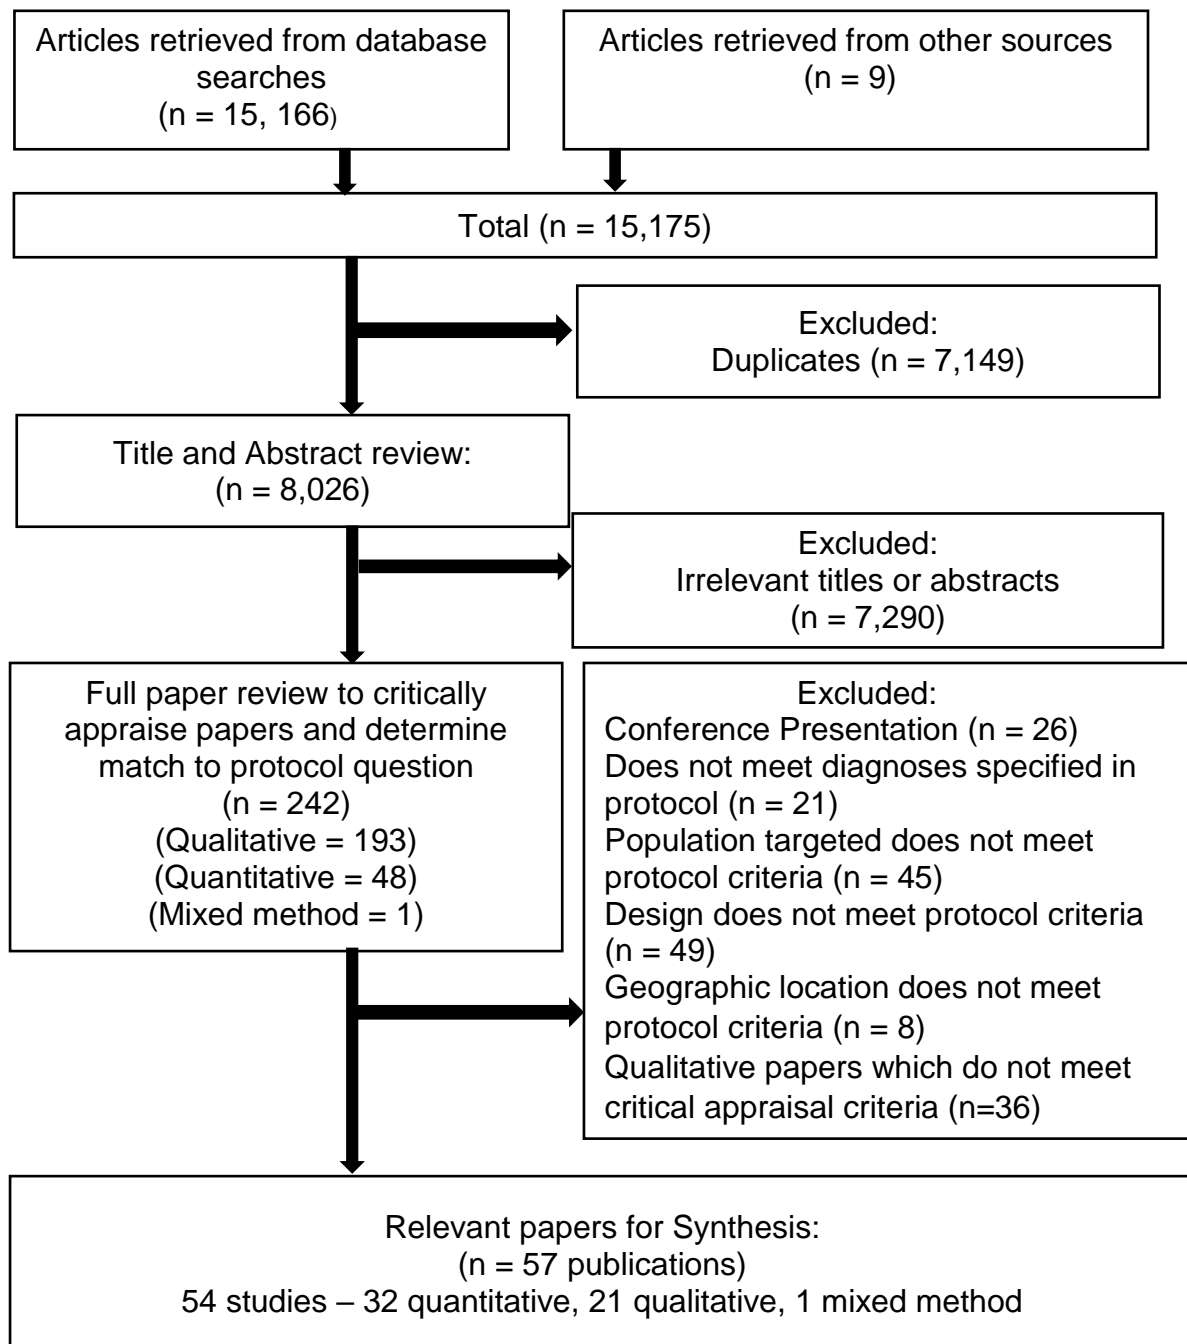 Articles retrieved from database
searches
(n = 15, 166)
Articles retrieved from other sources
(n = 9)
Total (n = 15,175)
Excluded:
Duplicates (n = 7,149)
Title and Abstract review:
(n = 8,026)
Excluded:
Irrelevant titles or abstracts
(n = 7,290)
Full paper review to critically
appraise papers and determine
match to protocol question
(n = 242)
(Qualitative = 193)
(Quantitative = 48)
(Mixed method = 1)
Excluded:
Conference Presentation (n = 26)
Does not meet diagnoses specified in
protocol (n = 21)
Population targeted does not meet
protocol criteria (n = 45)
Design does not meet protocol criteria
(n = 49)
Geographic location does not meet
protocol criteria (n = 8)
Qualitative papers which do not meet
critical appraisal criteria (n=36)
Relevant papers for Synthesis:
(n = 57 publications)
54 studies – 32 quantitative, 21 qualitative, 1 mixed method